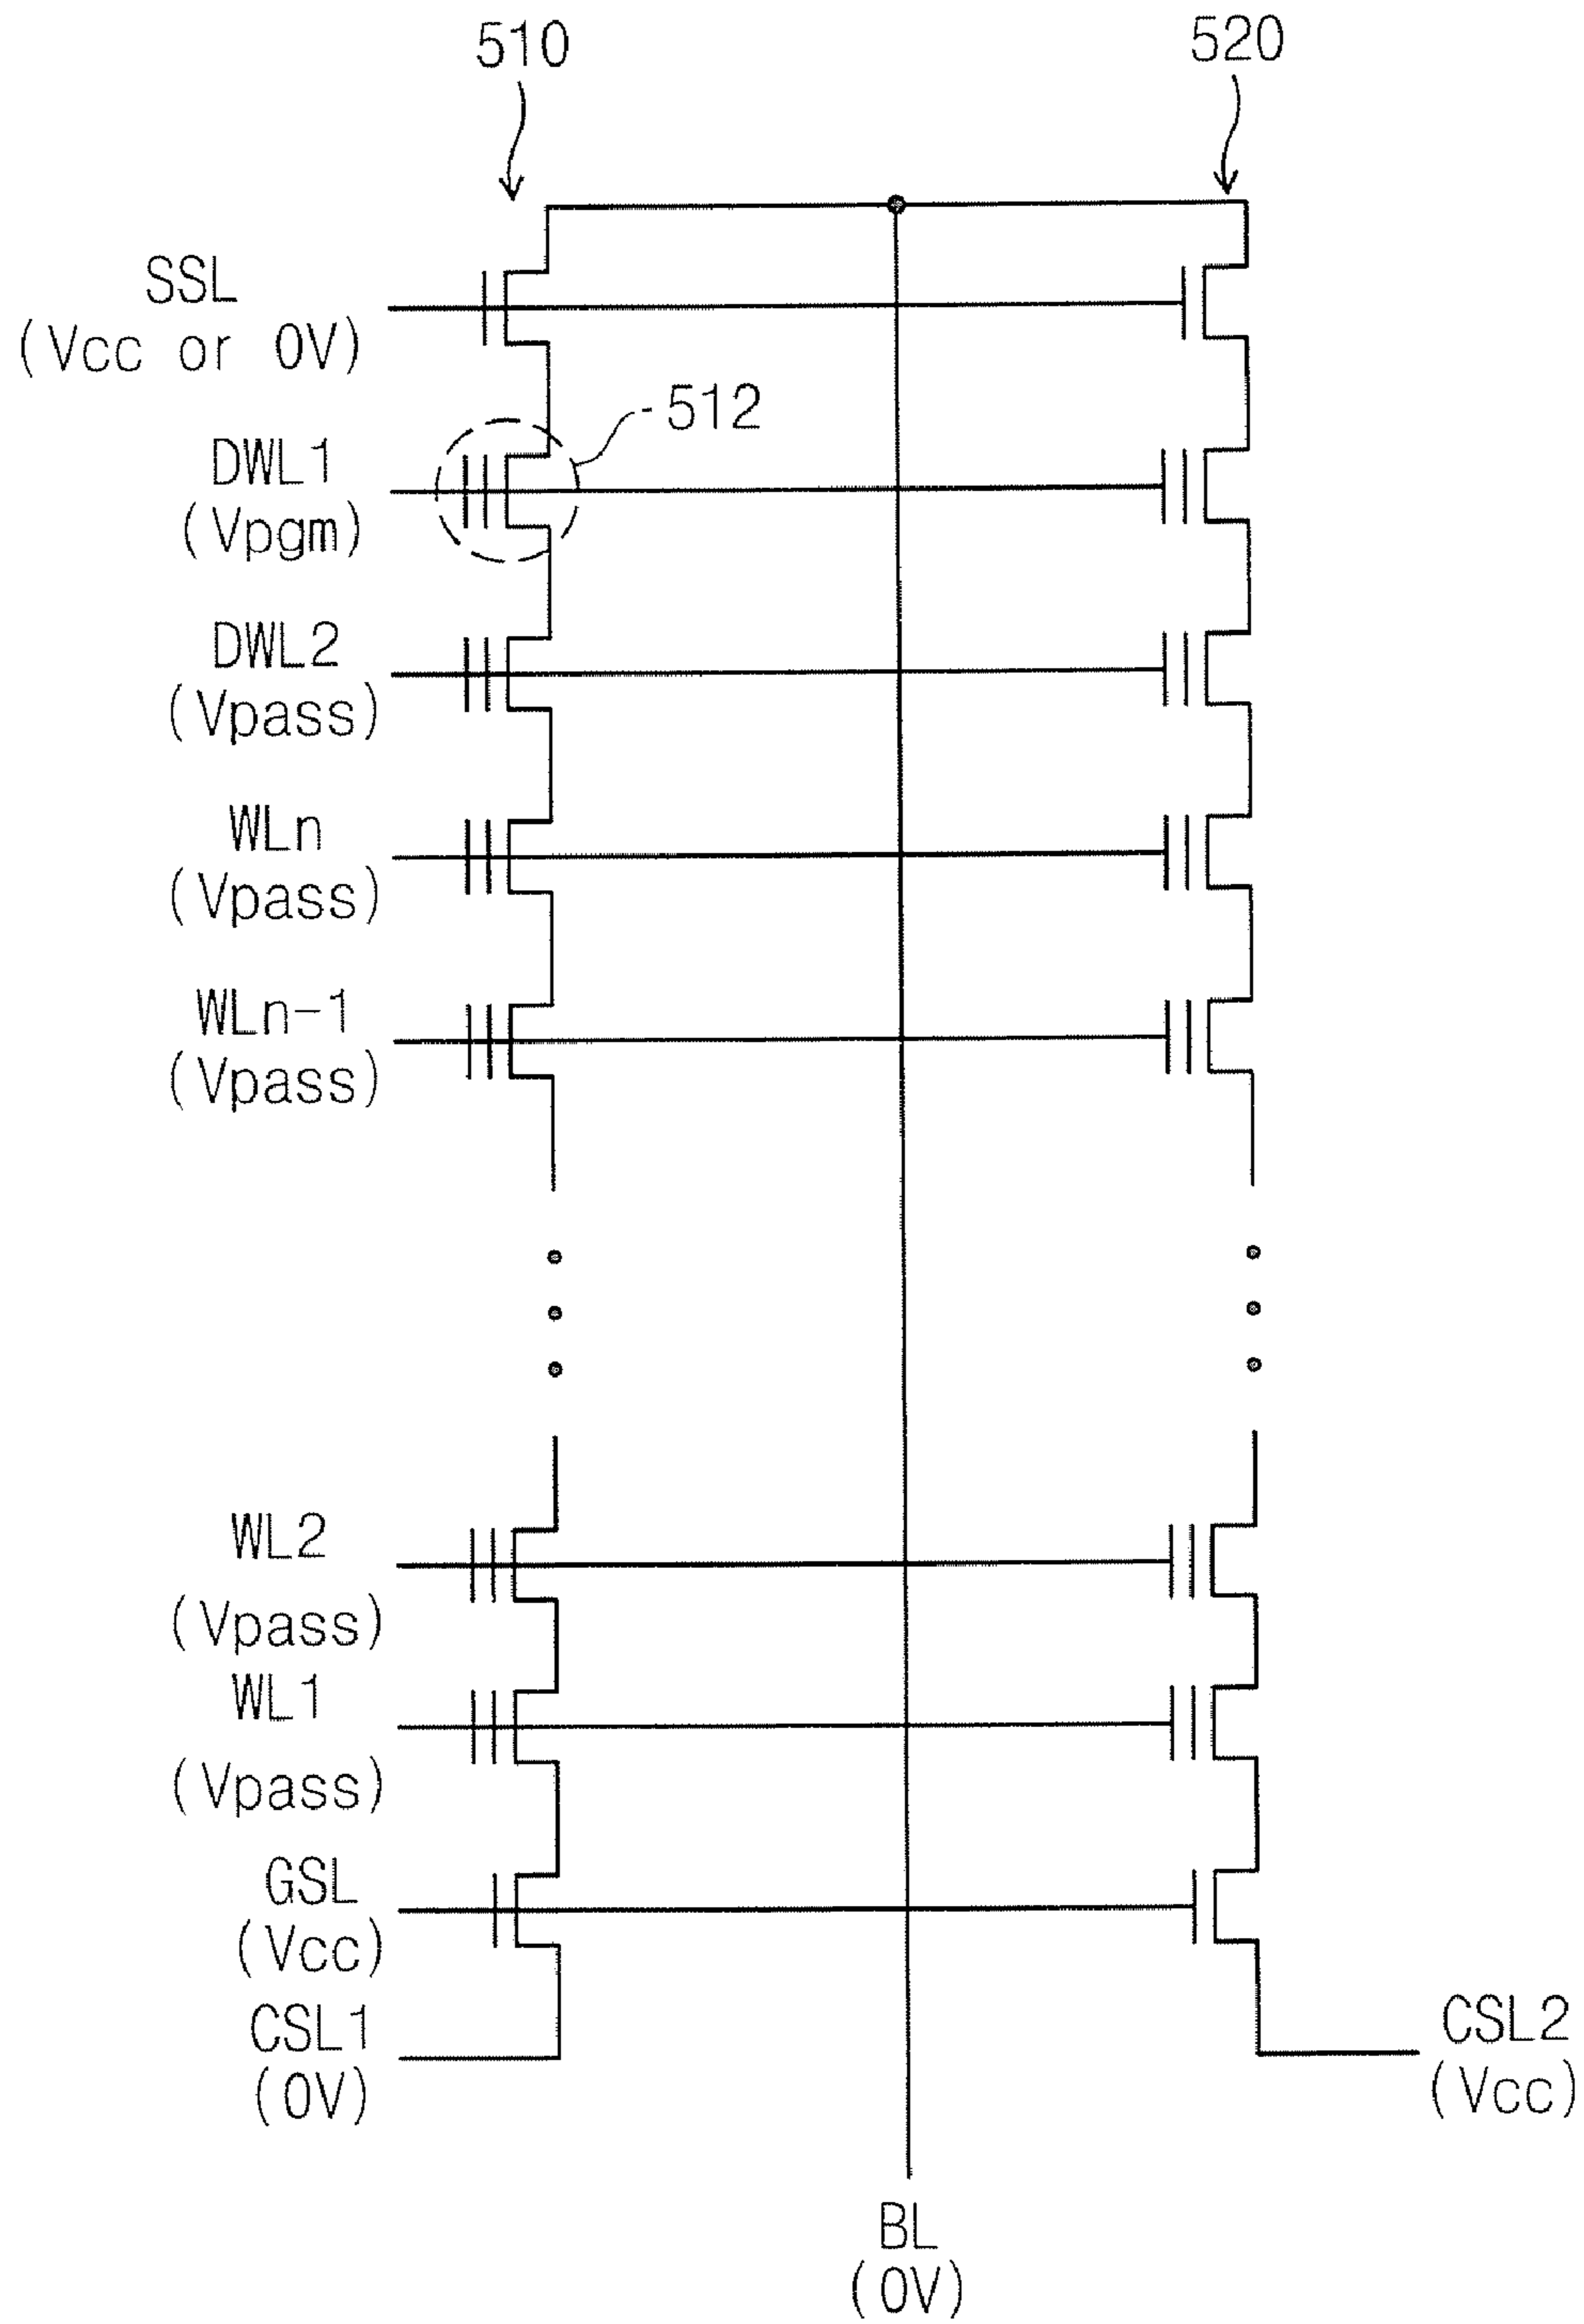 510
520
SSL
(Vcc or 0V)
512
DWL1
(Vpgm)
DWL2
(Vpass)
WLn
(Vpass)
WLn-1
(Vpass)
WL2
(Vpass)
WL1
(Vpass)
GSL
(Vcc)
CSL1
(0V)
CSL2
(Vcc)
BL
(0V)